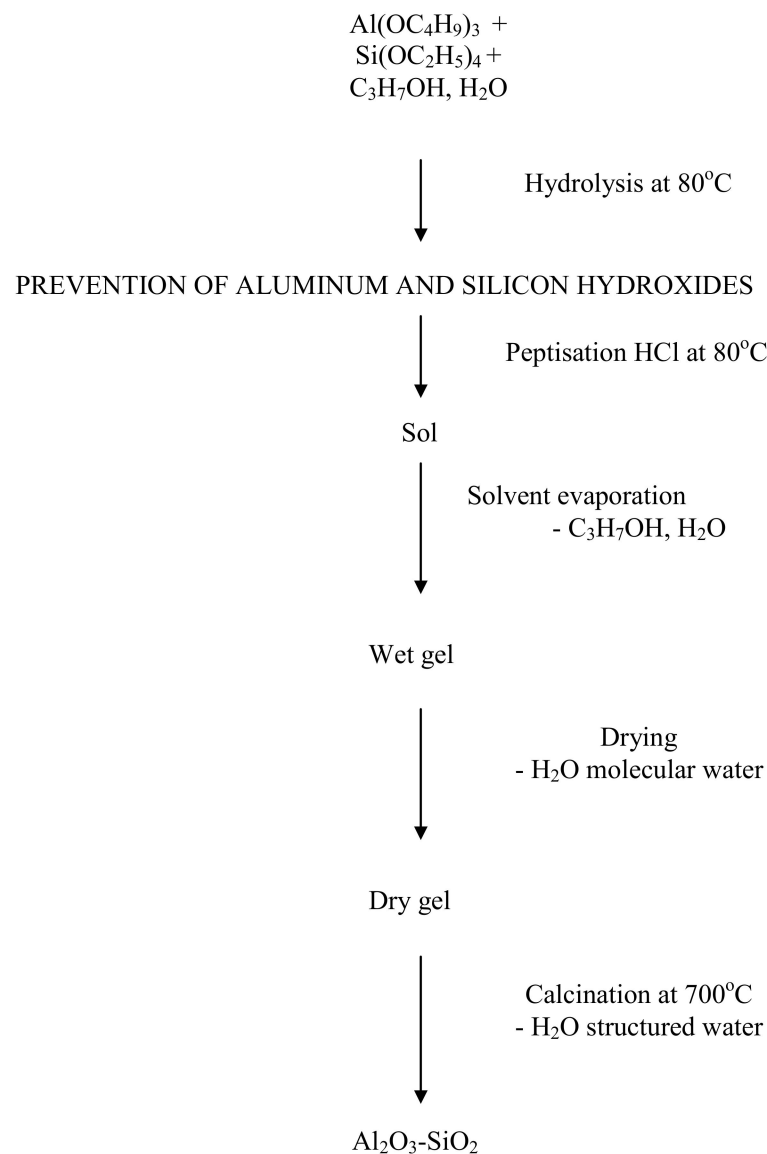 Al(OC₄H₉)₃ +
Si(OC₂H₅)₄ +
C₃H₇OH, H₂O
Hydrolysis at 80°C
PREVENTION OF ALUMINUM AND SILICON HYDROXIDES
Peptisation HCl at 80°C
Sol
Solvent evaporation
- C₃H₇OH, H₂O
Wet gel
Drying
- H₂O molecular water
Dry gel
Calcination at 700°C
- H₂O structured water
Al₂O₃-SiO₂